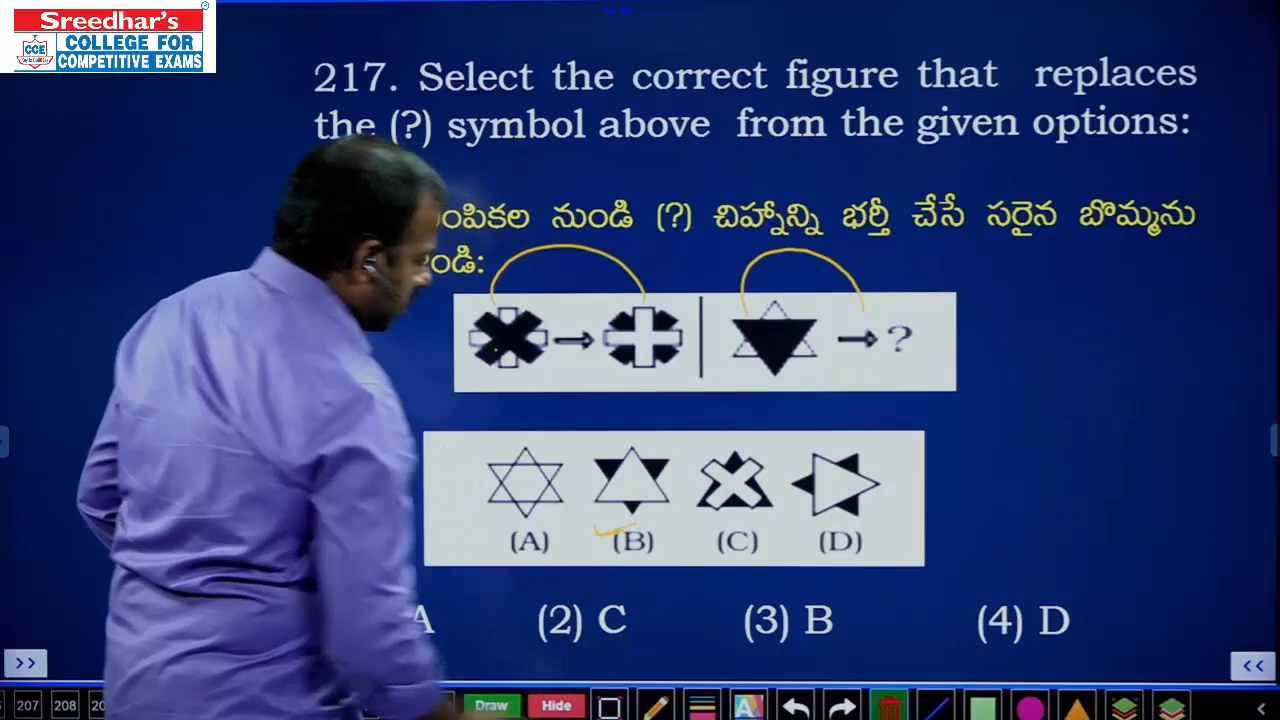 Sreedhar's
CCE
COLLEGE FOR
COMPETITIVE EXAMS
217. Select the correct figure that replaces
the (?) symbol above from the given options:
నుండి (?) చిహ్నాన్ని భర్తీ చేసే సరైన బొమ్మను
?
(A) (B) (C) (D)
A (2) C (3) B (4) D
>> <<
207 208 Draw Hide